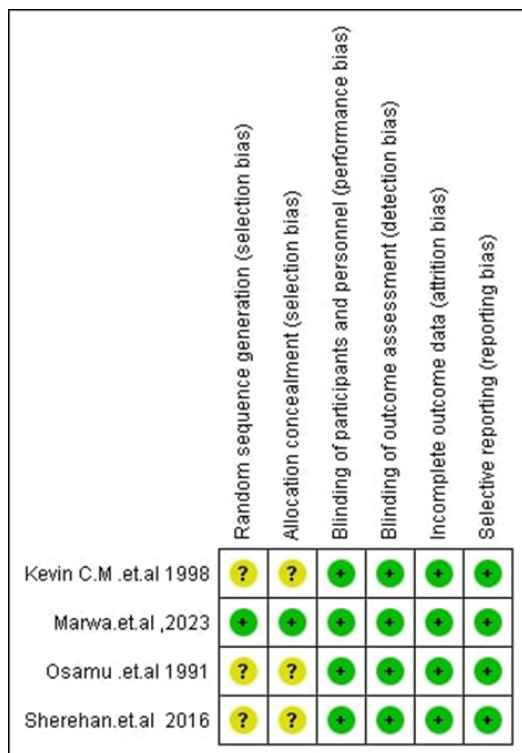 Random sequence generation (selection bias)
Allocation concealment (selection bias)
Blinding of participants and personnel (performance bias)
Blinding of outcome assessment (detection bias)
Incomplete outcome data (attrition bias)
Selective reporting (reporting bias)
Kevin C.M .et.al 1998 ? ? + + + +
Marwa.et.al ,2023 + + + + + +
Osamu .et.al 1991 ? ? + + + +
Sherehan.et.al 2016 ? ? + + + +